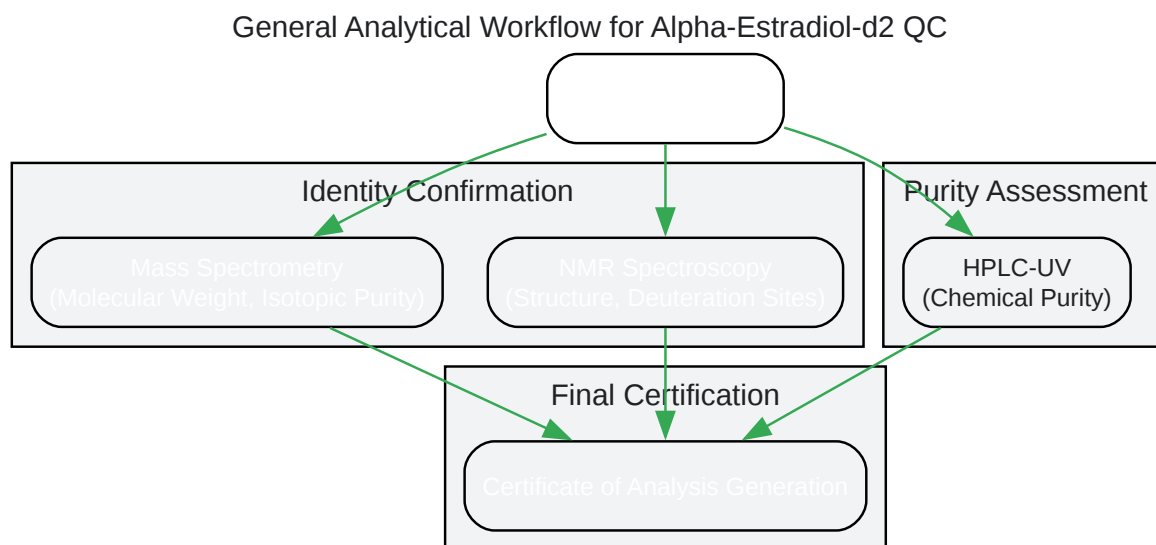 General Analytical Workflow for Alpha-Estradiol-d2 QC
Identity Confirmation
Purity Assessment
Mass Spectrometry
(Molecular Weight, Isotopic Purity)
NMR Spectroscopy
(Structure, Deuteration Sites)
HPLC-UV
(Chemical Purity)
Final Certification
Certificate of Analysis Generation